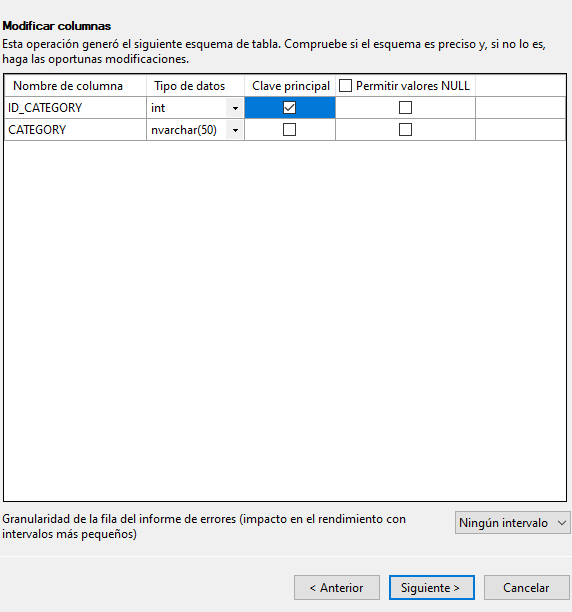 Modificar columnas
Esta operación generó el siguiente esquema de tabla. Compruebe si el esquema es preciso y, si no lo es,
haga las oportunas modificaciones.
Nombre de columna Tipo de datos Clave principal Permitir valores NULL
ID_CATEGORY int
CATEGORY nvarchar(50)
Granularidad de la fila del informe de errores (impacto en el rendimiento con
intervalos más pequeños)
Ningún intervalo
< Anterior Siguiente > Cancelar